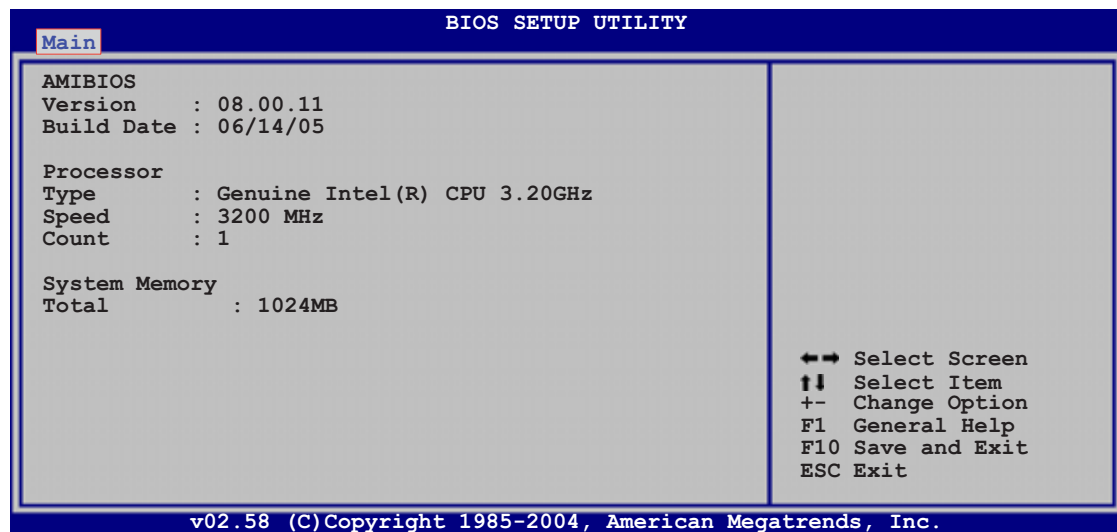 BIOS SETUP UTILITY
Main
AMIBIOS
Version : 08.00.11
Build Date : 06/14/05
Processor
Type : Genuine Intel(R) CPU 3.20GHz
Speed : 3200 MHz
Count : 1
System Memory
Total : 1024MB
←→ Select Screen
↑↓ Select Item
+- Change Option
F1 General Help
F10 Save and Exit
ESC Exit
v02.58 (C)Copyright 1985-2004, American Megatrends, Inc.